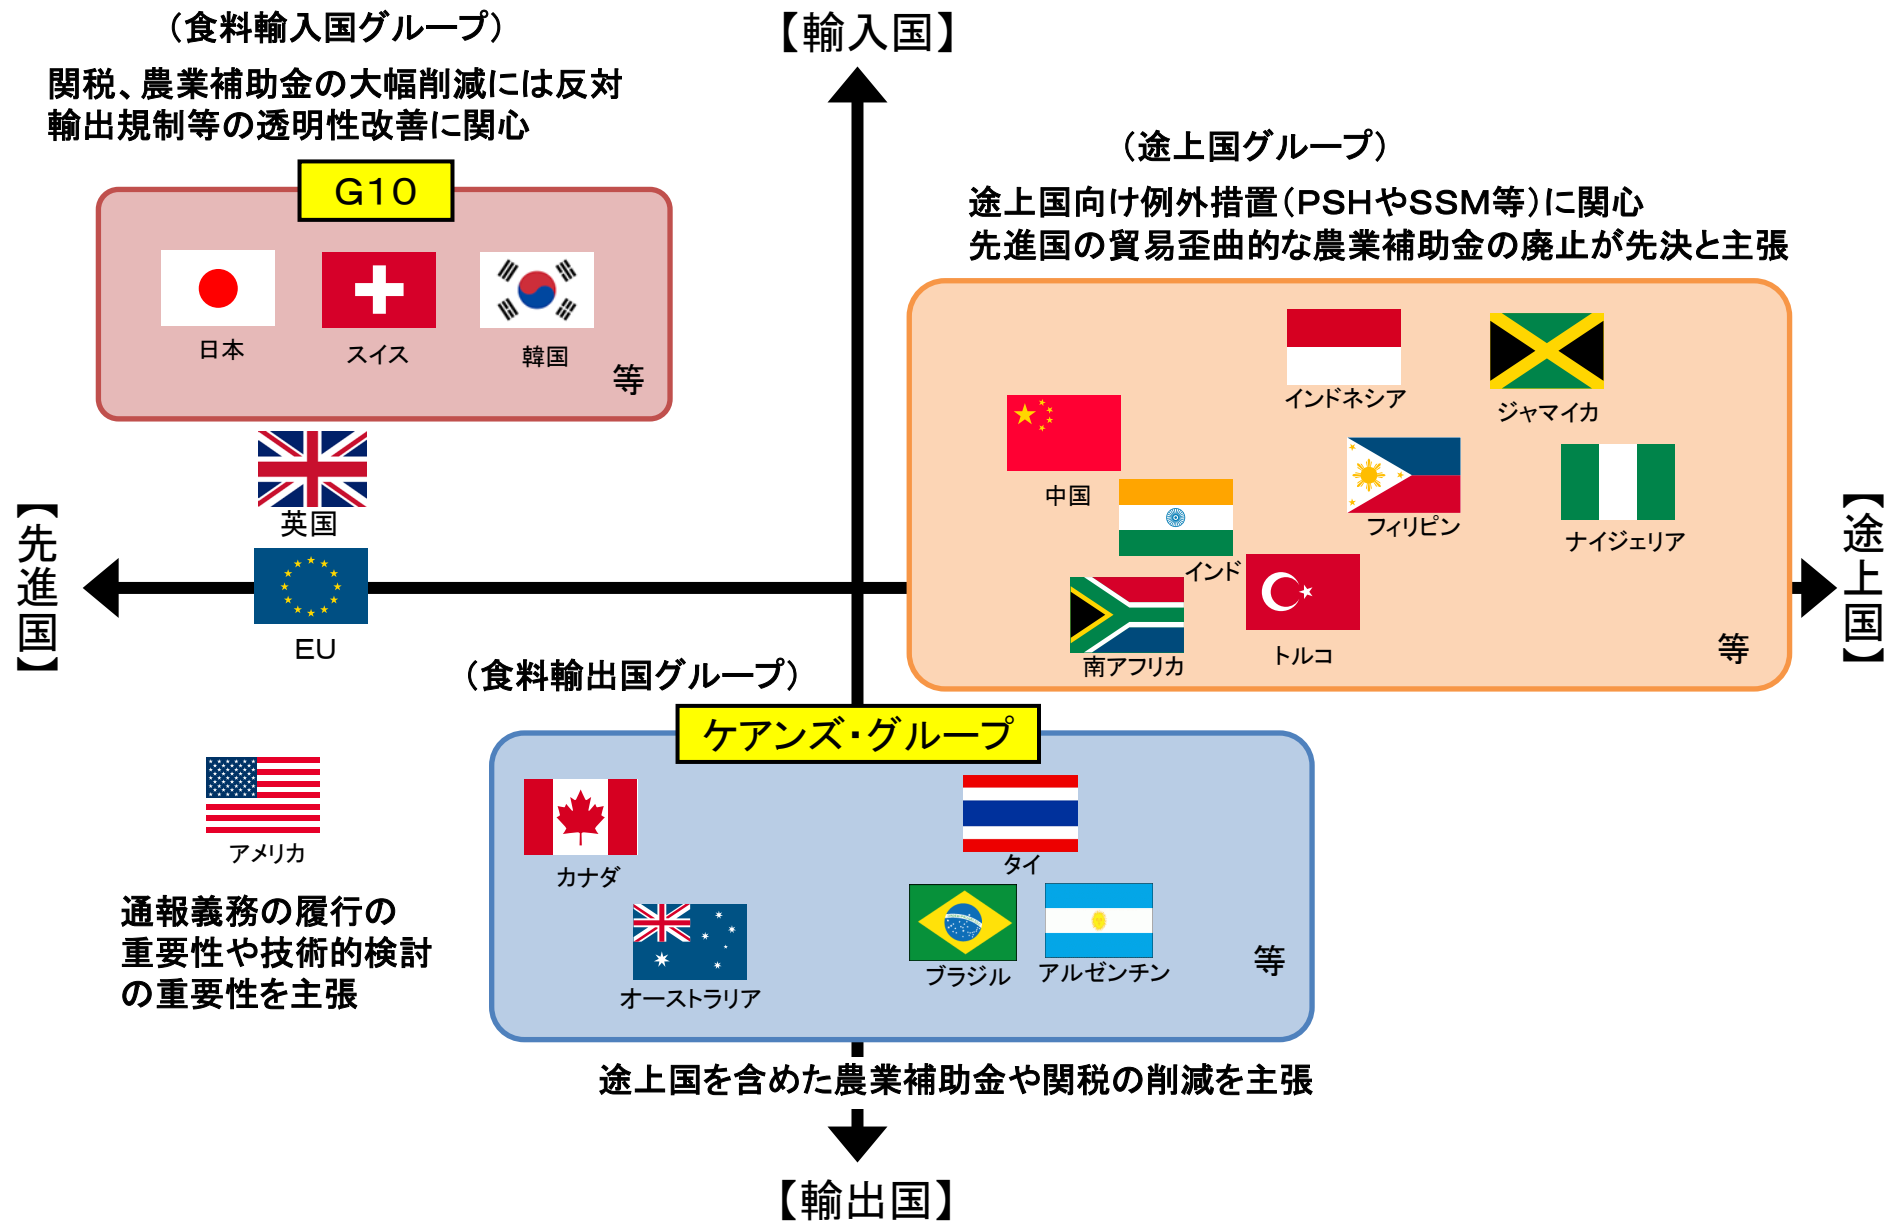 （食料輸入国グループ）
関税、農業補助金の大幅削減には反対
輸出規制等の透明性改善に関心
G10
日本
スイス
韓国
等
【輸入国】
（途上国グループ）
途上国向け例外措置（PSHやSSM等）に関心
先進国の貿易歪曲的な農業補助金の廃止が先決と主張
インドネシア
ジャマイカ
中国
フィリピン
ナイジェリア
インド
南アフリカ
トルコ
等
【先進国】
【途上国】
英国
EU
アメリカ
通報義務の履行の
重要性や技術的検討
の重要性を主張
（食料輸出国グループ）
ケアンズ・グループ
カナダ
タイ
オーストラリア
ブラジル
アルゼンチン
等
途上国を含めた農業補助金や関税の削減を主張
【輸出国】